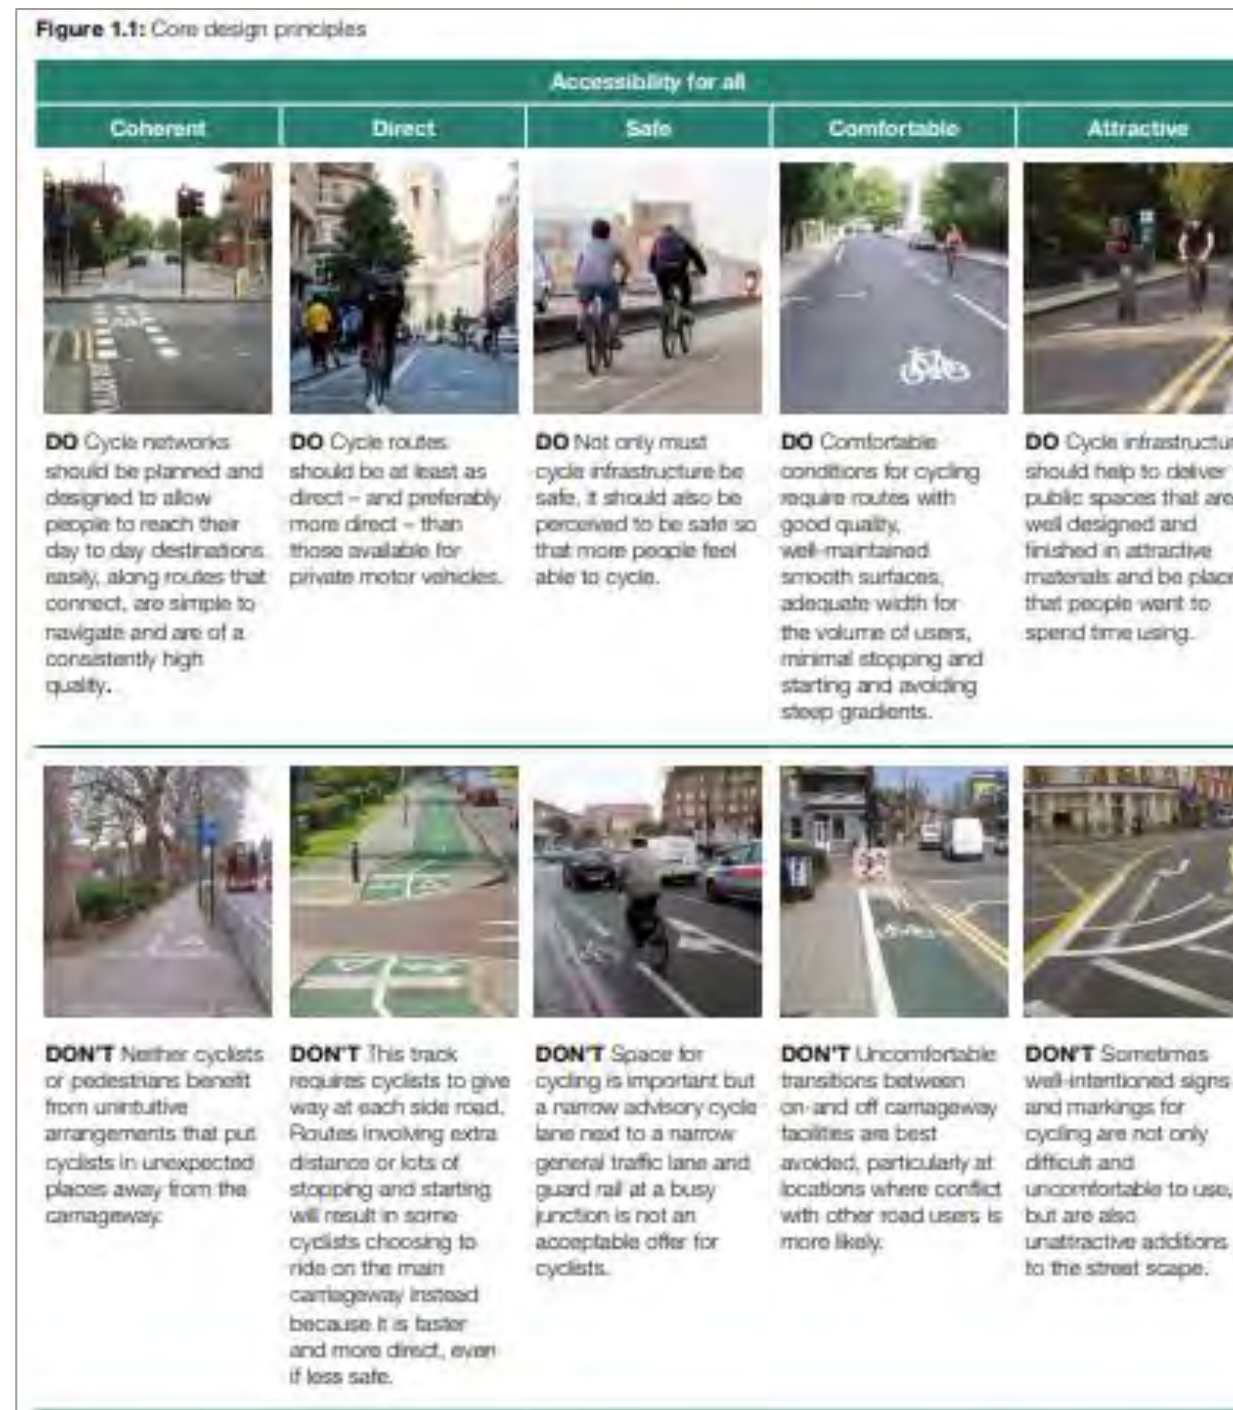 Figure 1.1: Core design principles
Accessibility for all
Coherent
Direct
Safe
Comfortable
Attractive
DO Cycle networks
should be planned and
designed to allow
people to reach their
day to day destinations
easily, along routes that
connect, are simple to
navigate and are of a
consistently high
quality.
DO Cycle routes
should be at least as
direct – and preferably
more direct – than
those available for
private motor vehicles.
DO Not only must
cycle infrastructure be
safe, it should also be
perceived to be safe so
that more people feel
able to cycle.
DO Comfortable
conditions for cycling
require routes with
good quality,
well-maintained
smooth surfaces,
adequate width for
the volume of users,
minimal stopping and
starting and avoiding
steep gradients.
DO Cycle infrastructur
should help to deliver
public spaces that are
well designed and
finished in attractive
materials and be place
that people want to
spend time using.
DON'T Neither cyclists
or pedestrians benefit
from unintuitive
arrangements that put
cyclists in unexpected
places away from the
carriageway.
DON'T This track
requires cyclists to give
way at each side road.
Routes involving extra
distance or lots of
stopping and starting
will result in some
cyclists choosing to
ride on the main
carriageway instead
because it is faster
and more direct, even
if less safe.
DON'T Space for
cycling is important but
a narrow advisory cycle
lane next to a narrow
general traffic lane and
guard rail at a busy
junction is not an
acceptable offer for
cyclists.
DON'T Uncomfortable
transitions between
on-and off carriageway
facilities are best
avoided, particularly at
locations where conflict
with other road users is
more likely.
DON'T Sometimes
well-intentioned signs
and markings for
cycling are not only
difficult and
uncomfortable to use,
but are also
unattractive additions
to the street scape.